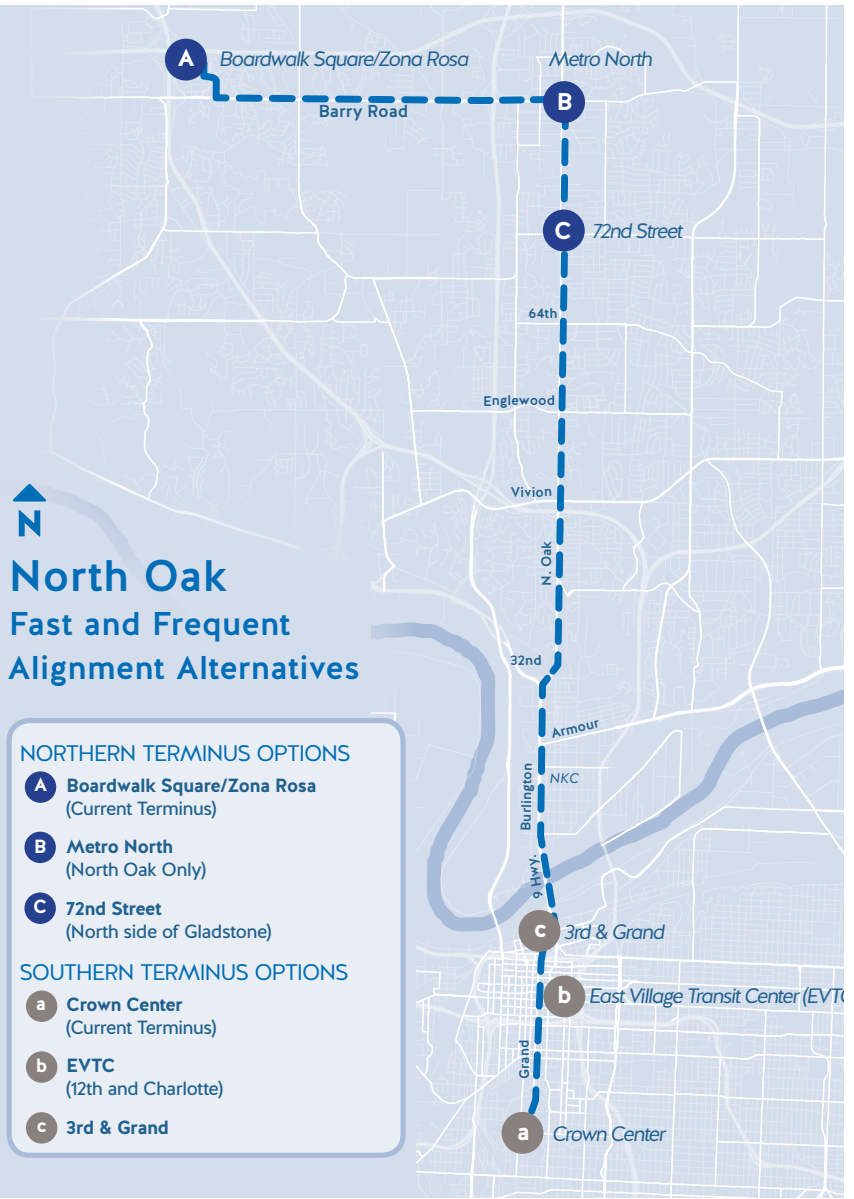 A Boardwalk Square/Zona Rosa
Metro North
B
Barry Road
C 72nd Street
64th
Englewood
Vivion
N. Oak
32nd
Armour
Burlington
NKC
9 Hwy.
c 3rd & Grand
b East Village Transit Center (EVTC
Grand
a Crown Center
N
North Oak
Fast and Frequent
Alignment Alternatives
NORTHERN TERMINUS OPTIONS
A Boardwalk Square/Zona Rosa
(Current Terminus)
B Metro North
(North Oak Only)
C 72nd Street
(North side of Gladstone)
SOUTHERN TERMINUS OPTIONS
a Crown Center
(Current Terminus)
b EVTC
(12th and Charlotte)
c 3rd & Grand